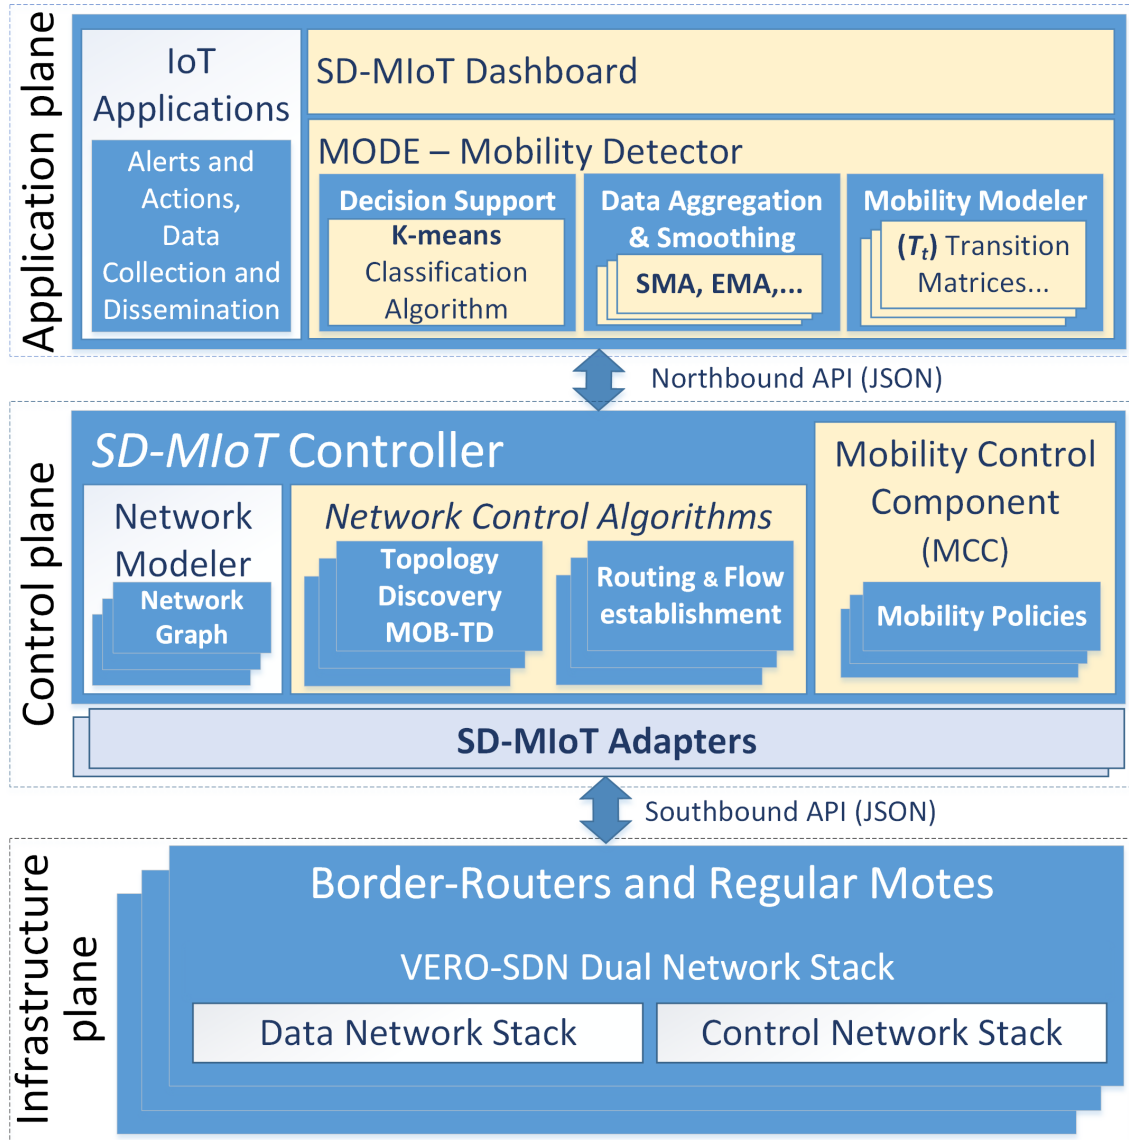 Application plane
IoT
Applications
Alerts and
Actions,
Data
Collection and
Dissemination
SD-MIoT Dashboard
MODE – Mobility Detector
Decision Support
K-means
Classification
Algorithm
Data Aggregation
& Smoothing
SMA, EMA,...
Mobility Modeler
(Tt) Transition
Matrices...
Northbound API (JSON)
Control plane
SD-MIoT Controller
Network
Modeler
Network
Graph
Network Control Algorithms
Topology
Discovery
MOB-TD
Routing & Flow
establishment
Mobility Control
Component
(MCC)
Mobility Policies
SD-MIoT Adapters
Southbound API (JSON)
Infrastructure
plane
Border-Routers and Regular Motes
VERO-SDN Dual Network Stack
Data Network Stack
Control Network Stack